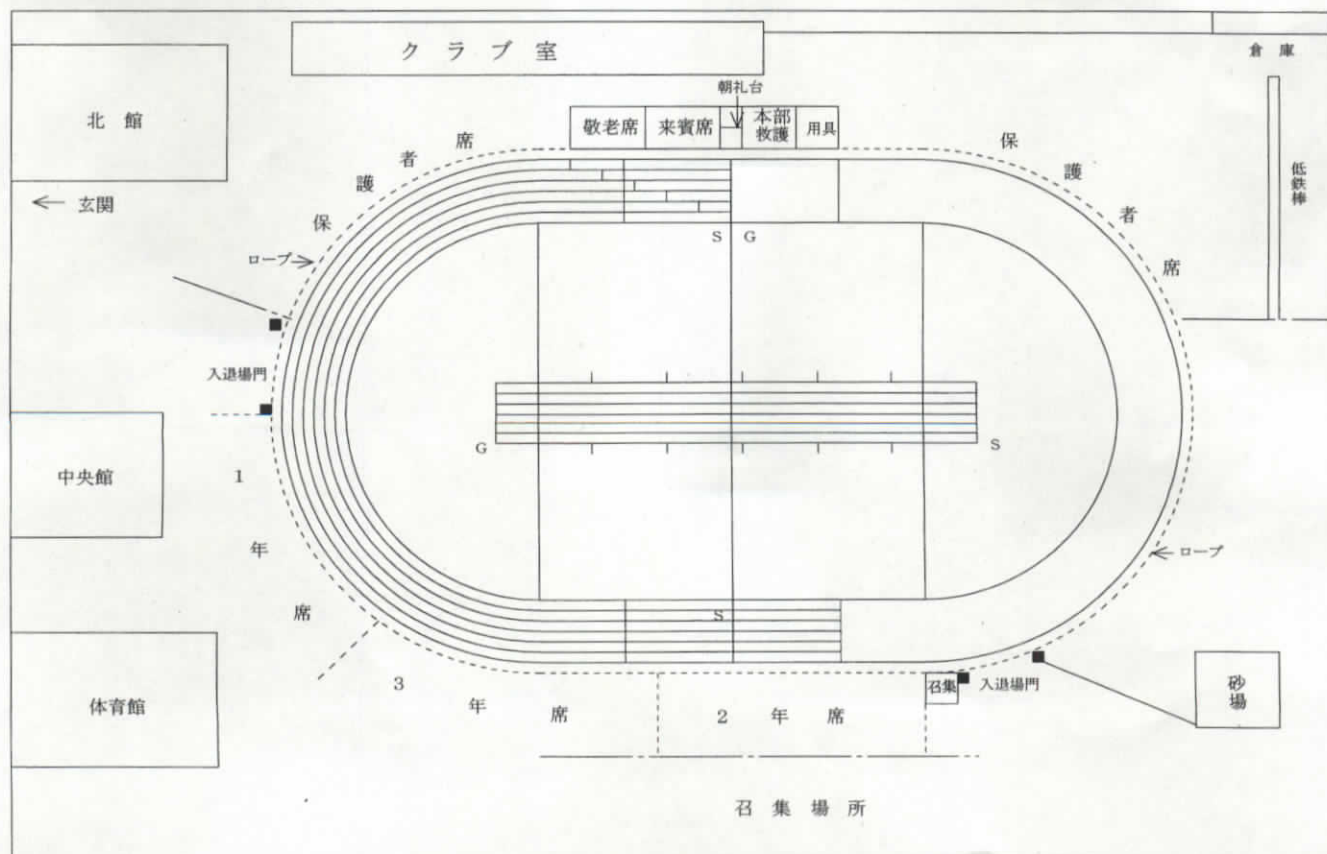 クラブ室
倉庫
朝礼台
北館
敬老席
来賓席
本部
救護
用具
保護者席
保護者席
低鉄棒
玄関
ロープ
S
G
入退場門
G
S
中央館
1年席
ロープ
S
体育館
3年席
2年席
召集
入退場門
砂場
召集場所